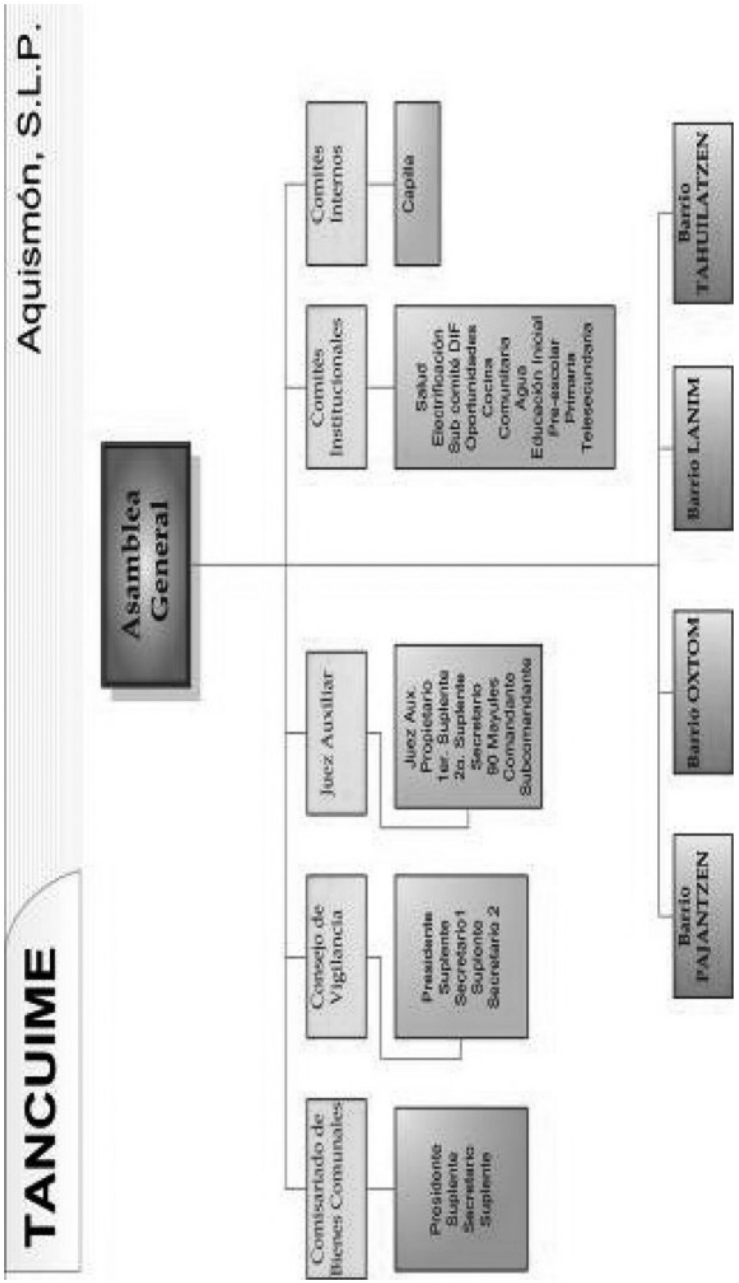 TANCUIME
Aquismón, S.L.P.
Asamblea
General
Comisariado de
Bienes Comunales
Presidente
Suplente
Secretario
Suplente
Consejo de
Vigilancia
Presidente
Suplente
Secretario1
Suplente
Secretario 2
Juez Auxiliar
Juez Aux.
Propietario
1er. Suplente
2o. Suplente
Secretario
90 Mayules
Comandante
Subcomandante
Comités
Institucionales
Salud
Electrificación
Sub comité DIF
Oportunidades
Cocina
Comunitaria
Agua
Educación Inicial
Pre-escolar
Primaria
Telesecundaria
Comités
Internos
Capilla
Barrio
PAJANTZEN
Barrio OXTOM
Barrio LANIM
Barrio
TAHUILATZEN